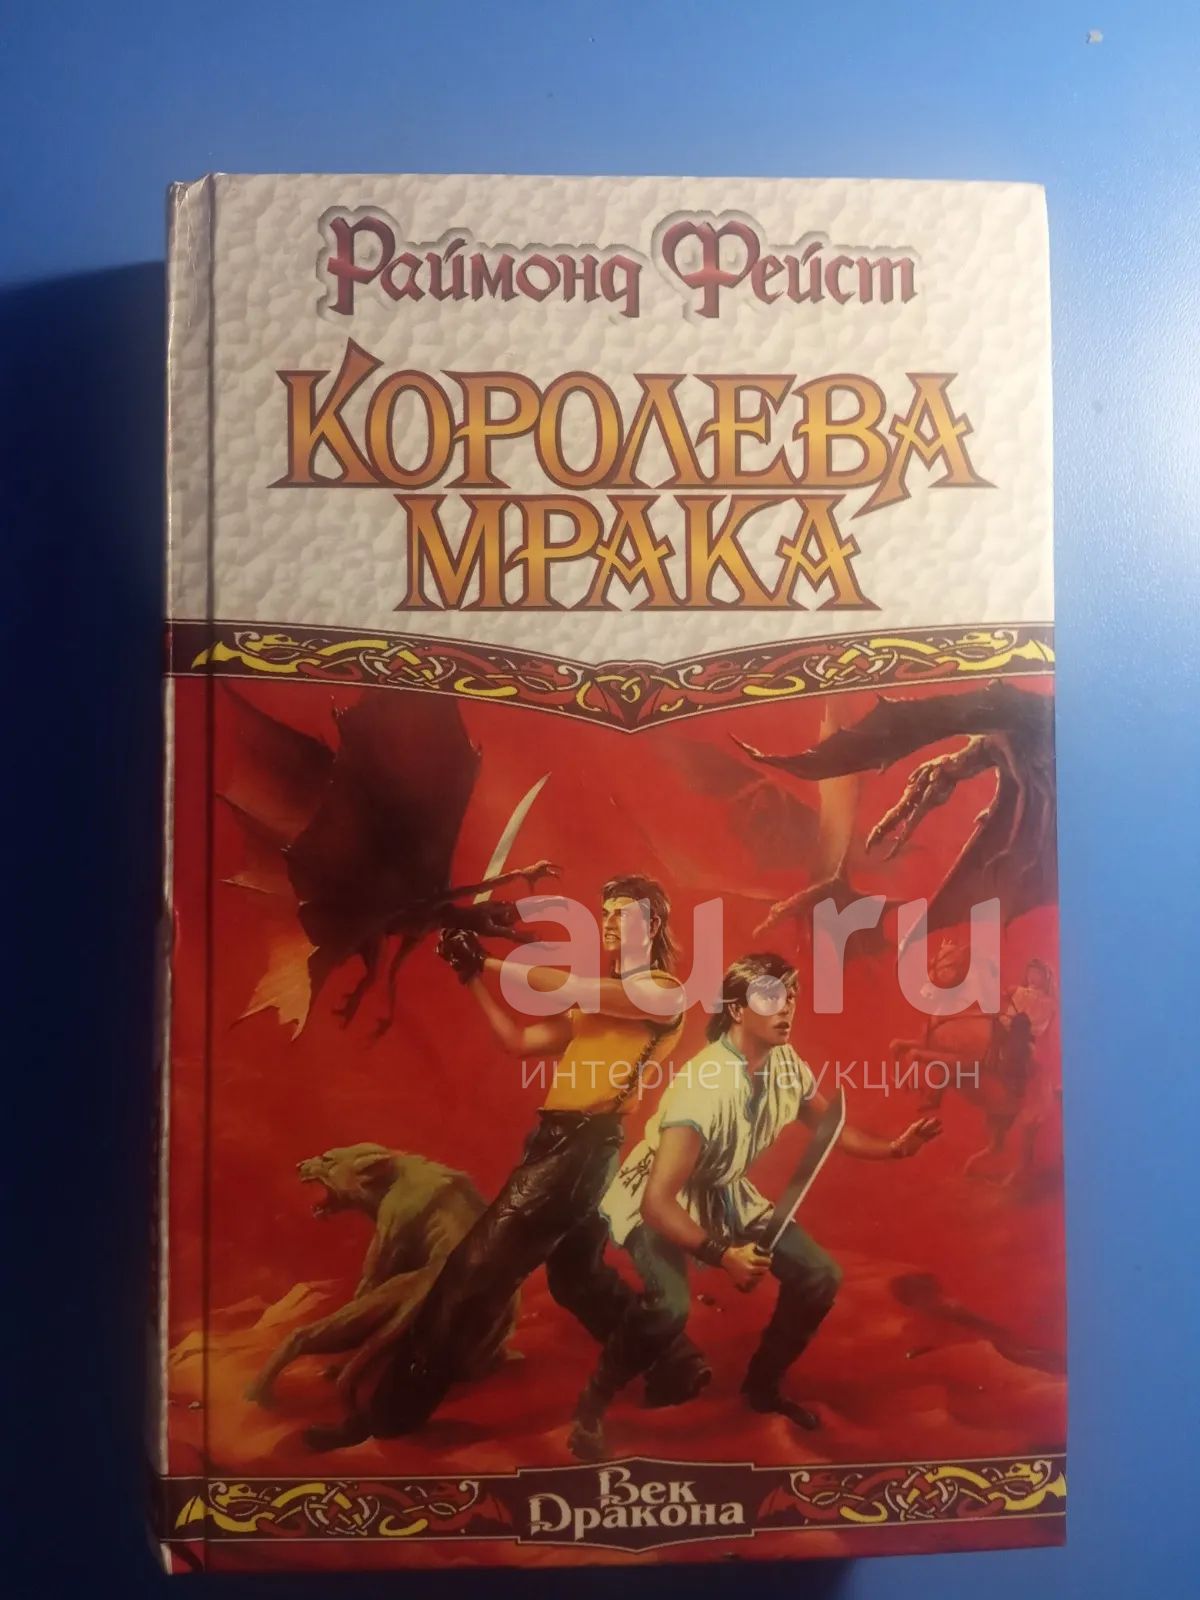 Раймонд Фейст
КОРОЛЕВА
МРАКА
au.ru
интернет-аукцион
Век
Дракона